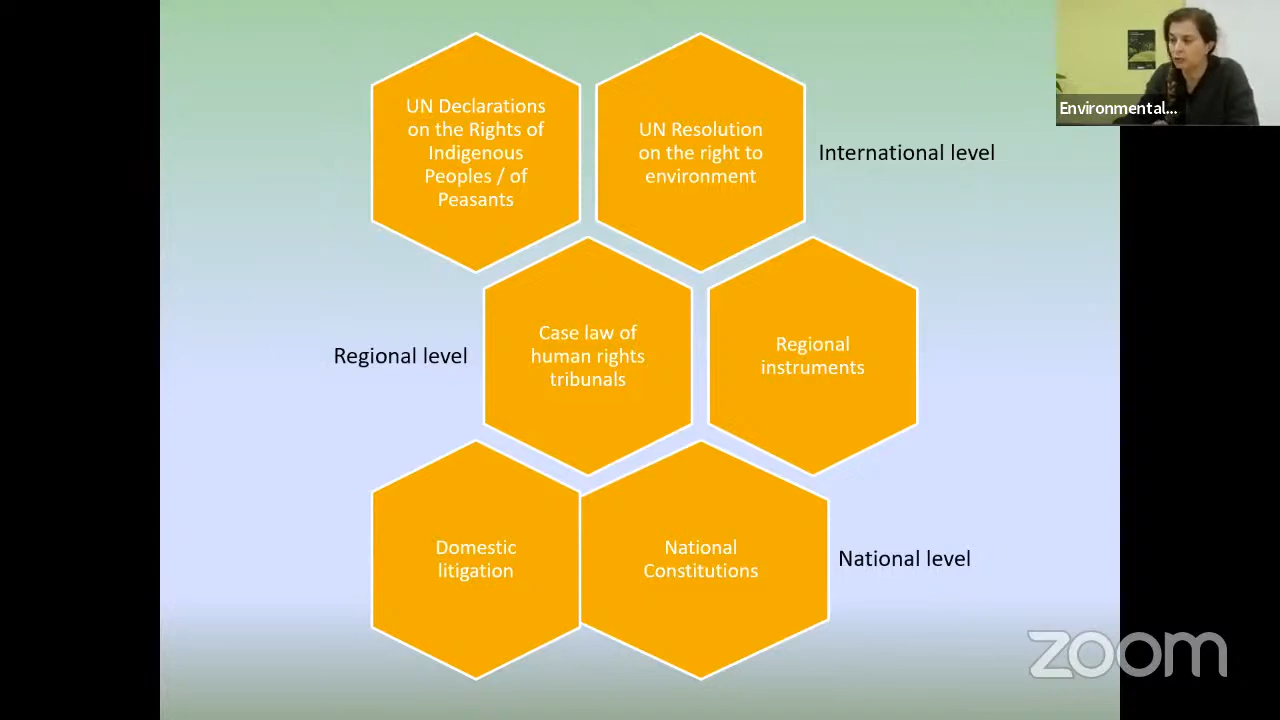 UN Declarations
on the Rights of
Indigenous
Peoples / of
Peasants
UN Resolution
on the right to
environment
International level
Environmental...
Regional level
Case law of
human rights
tribunals
Regional
instruments
Domestic
litigation
National
Constitutions
National level
zoom